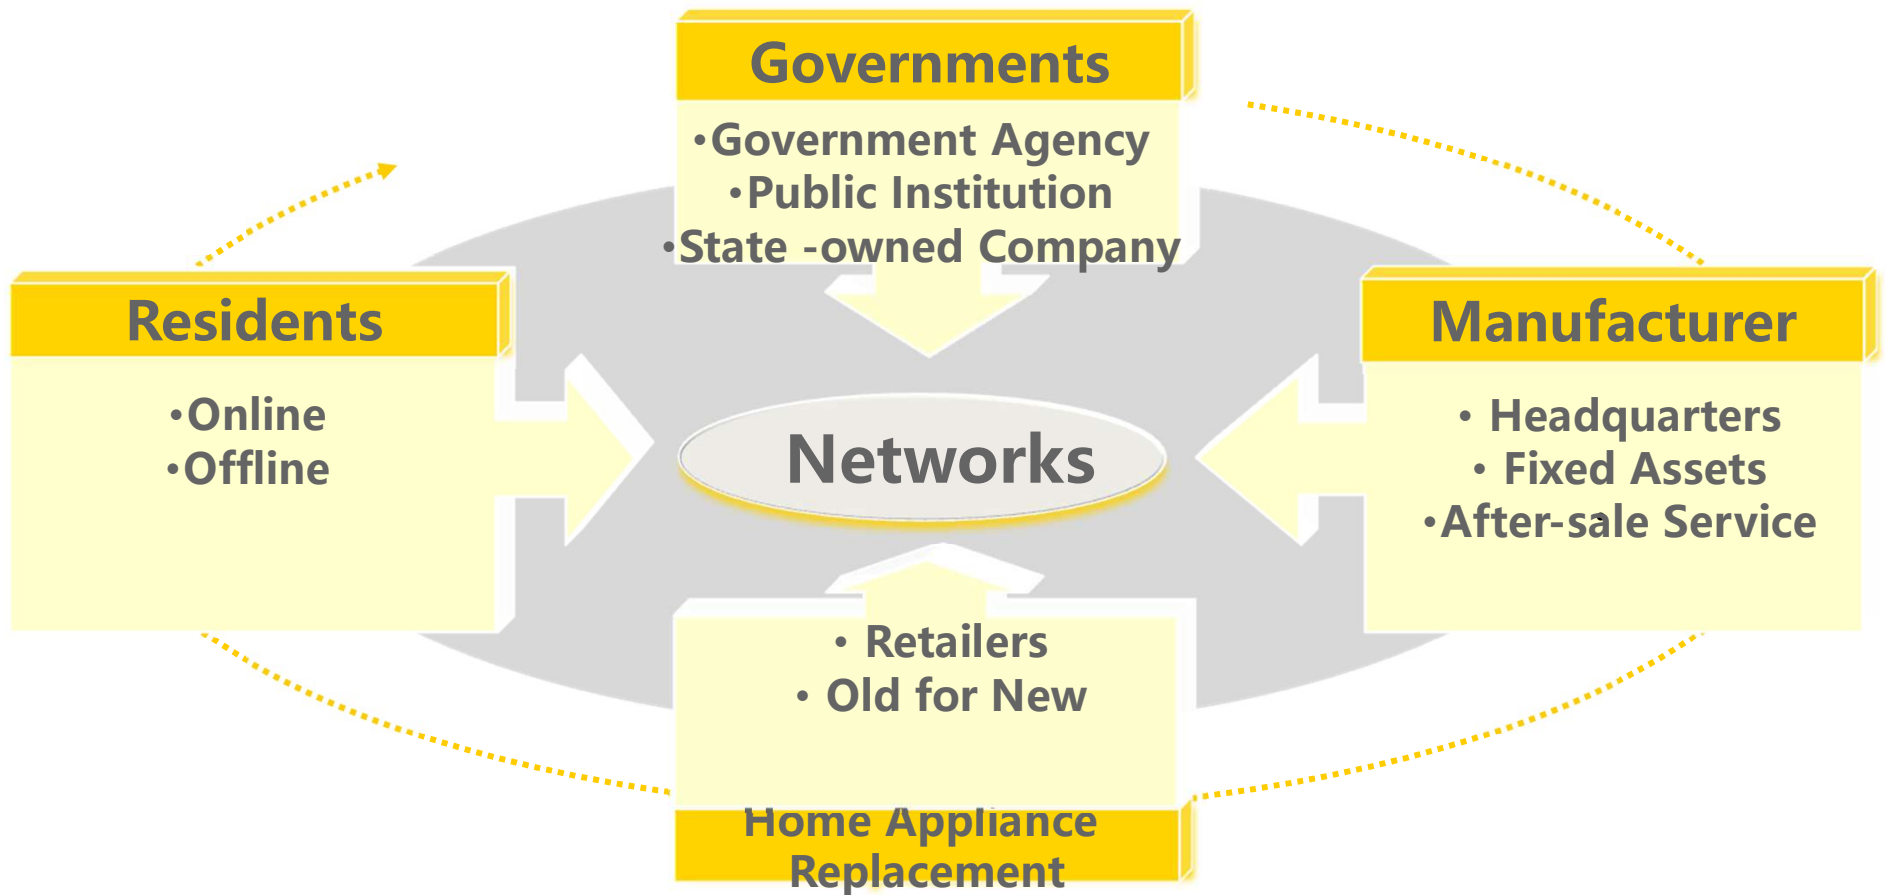 Governments
•Government Agency
•Public Institution
•State -owned Company
Residents
•Online
•Offline
Networks
Manufacturer
• Headquarters
• Fixed Assets
•After-sale Service
• Retailers
• Old for New
Home Appliance
Replacement